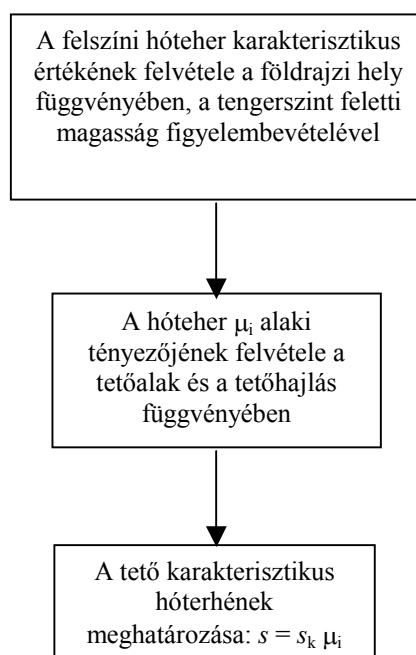 A felszíni hóteher karakterisztikus
értékének felvétele a földrajzi hely
függvényében, a tengerszint feletti
magasság figyelembevételével
A hóteher μi alaki
tényezőjének felvétele a
tetőalak és a tetőhajlás
függvényében
A tető karakterisztikus
hóterhének
meghatározása: s = sk μi